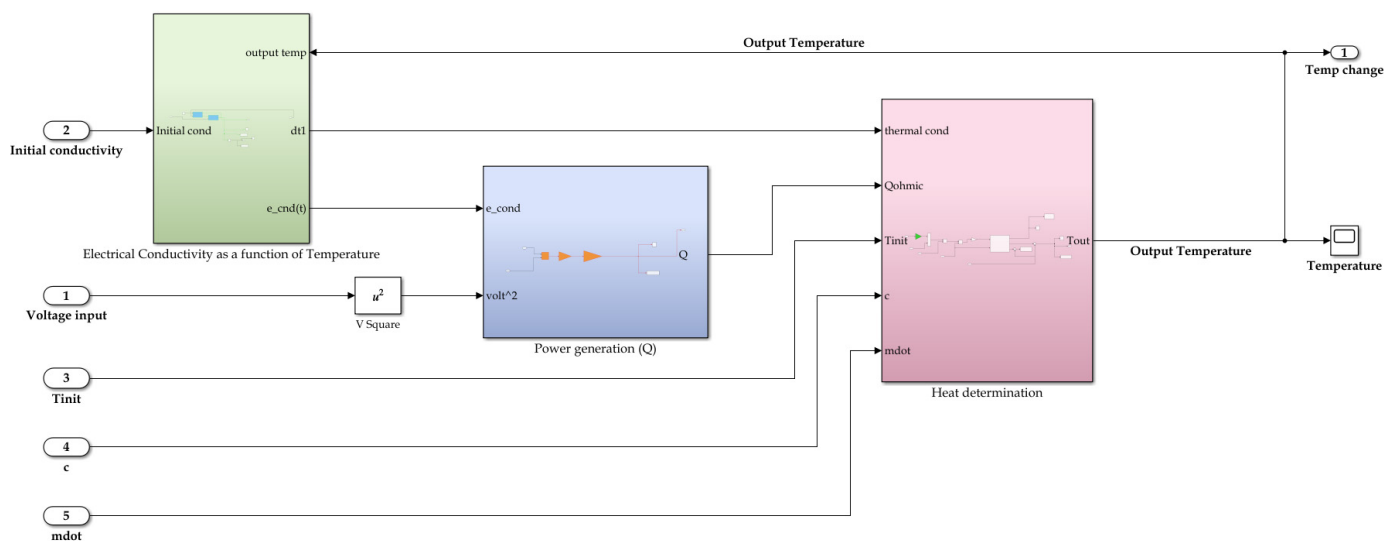 Output Temperature
output temp
1
Temp change
2
Initial conductivity
Initial cond
dt1
thermal cond
Qohmic
e_cnd(t)
e_cond
Electrical Conductivity as a function of Temperature
Tinit
Tout
Output Temperature
Q
Temperature
1
Voltage input
u²
V Square
volt^2
c
Power generation (Q)
mdot
3
Tinit
Heat determination
4
c
5
mdot